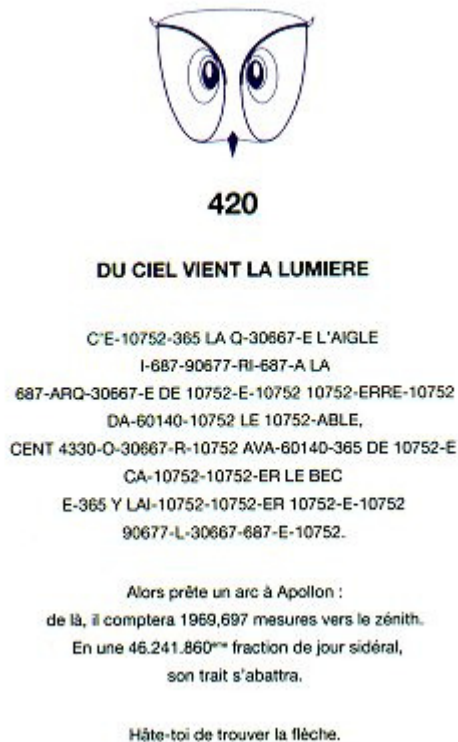 420
DU CIEL VIENT LA LUMIERE
C'E-10752-365 LA Q-30667-E L'AIGLE
I-687-90677-RI-687-A LA
687-ARQ-30667-E DE 10752-E-10752 10752-ERRE-10752
DA-60140-10752 LE 10752-ABLE,
CENT 4330-O-30667-R-10752 AVA-60140-365 DE 10752-E
CA-10752-10752-ER LE BEC
E-365 Y LAI-10752-10752-ER 10752-E-10752
90677-L-30667-687-E-10752.
Alors prête un arc à Apollon :
de là, il comptera 1969,697 mesures vers le zénith.
En une 46.241.860ème fraction de jour sidéral,
son trait s'abattra.
Hâte-toi de trouver la flèche.